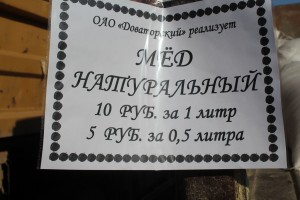 ОАО «Доваторский» реализует
МЁД
НАТУРАЛЬНЫЙ
10 РУБ. за 1 литр
5 РУБ. за 0,5 литра